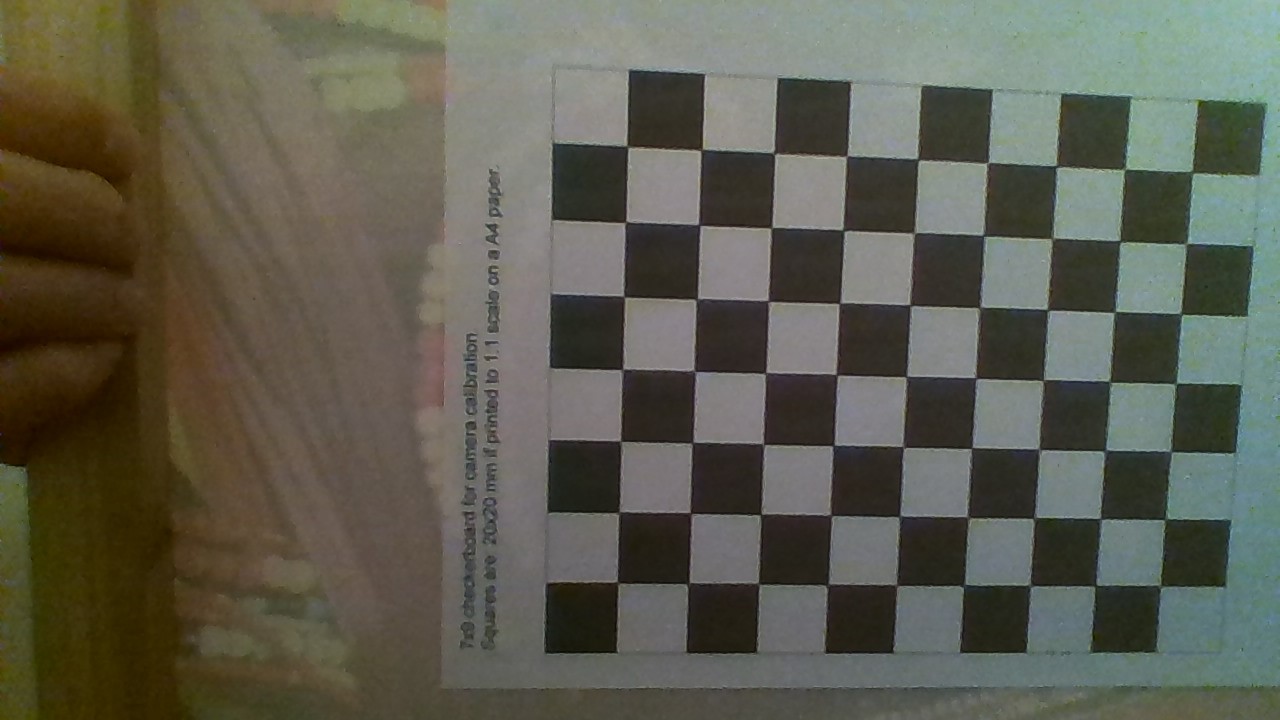 7x9 checkerboard for camera calibration
Squares are 20x20 mm if printed to 1:1 scale on a A4 paper.